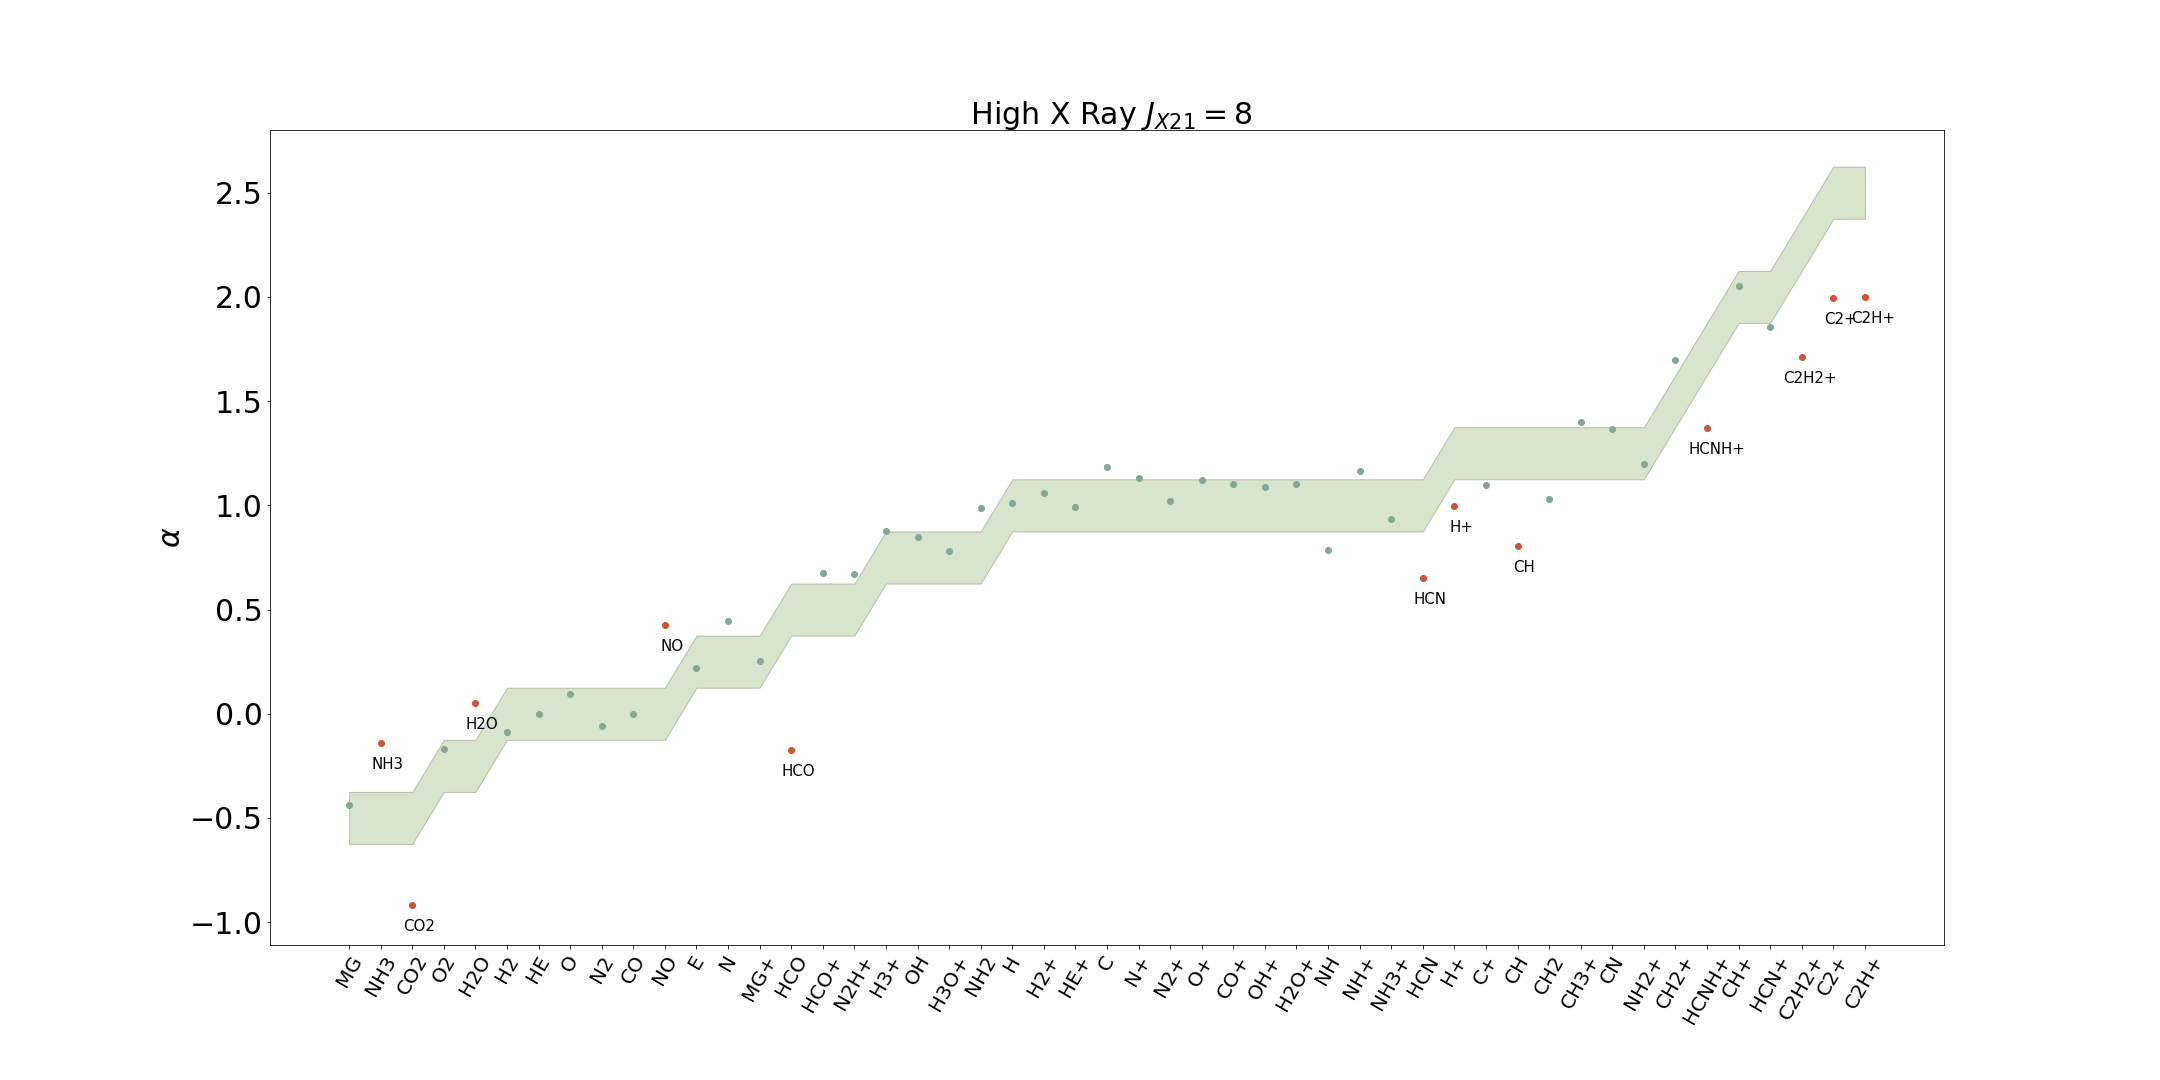 High X Ray J_{X21} = 8
α
2.5
2.0
1.5
1.0
0.5
0.0
−0.5
−1.0
NH3
CO2
H2O
NO
HCO
HCN
H+
CH
HCNH+
C2H2+
C2+
C2H+
MG
NH3
CO2
O2
H2O
H2
HE
O
N2
CO
NO
E
N
MG+
HCO
HCO+
N2H+
H3+
OH
H3O+
NH2
H
H2+
HE+
C
N+
N2+
O+
CO+
OH+
H2O+
NH
NH+
NH3+
HCN
H+
C+
CH
CH2
CH3+
CN
NH2+
CH2+
HCNH+
CH+
HCN+
C2H2+
C2+
C2H+